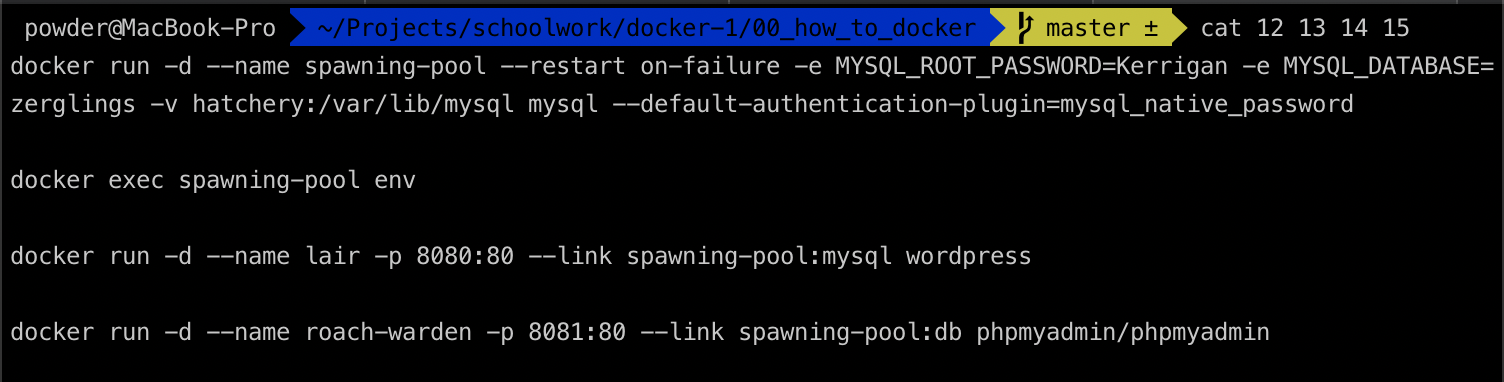 powder@MacBook-Pro ~/Projects/schoolwork/docker-1/00_how_to_docker master ± cat 12 13 14 15
docker run -d --name spawning-pool --restart on-failure -e MYSQL_ROOT_PASSWORD=Kerrigan -e MYSQL_DATABASE=
zerglings -v hatchery:/var/lib/mysql mysql --default-authentication-plugin=mysql_native_password
docker exec spawning-pool env
docker run -d --name lair -p 8080:80 --link spawning-pool:mysql wordpress
docker run -d --name roach-warden -p 8081:80 --link spawning-pool:db phpmyadmin/phpmyadmin